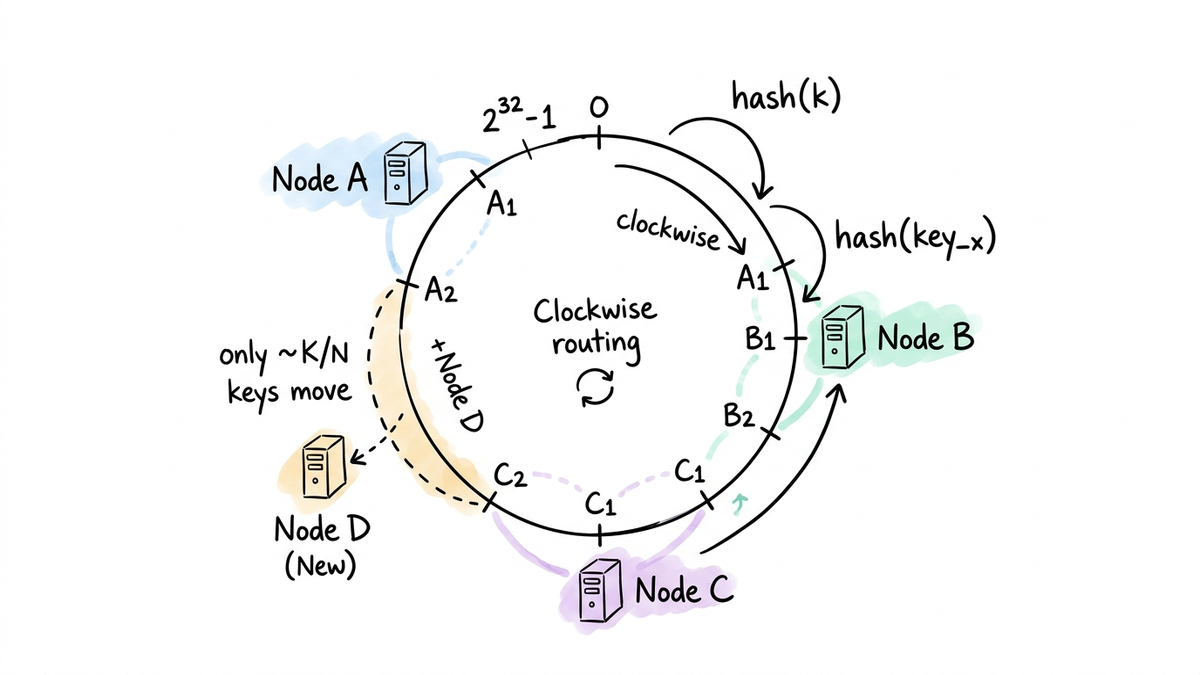 hash(k)
2³²-1
0
Node A
A1
clockwise
hash(key_x)
A1
A2
Clockwise
routing
B1
Node B
only ~K/N
keys move
+Node D
B2
C2
C1
C1
Node D
(New)
Node C